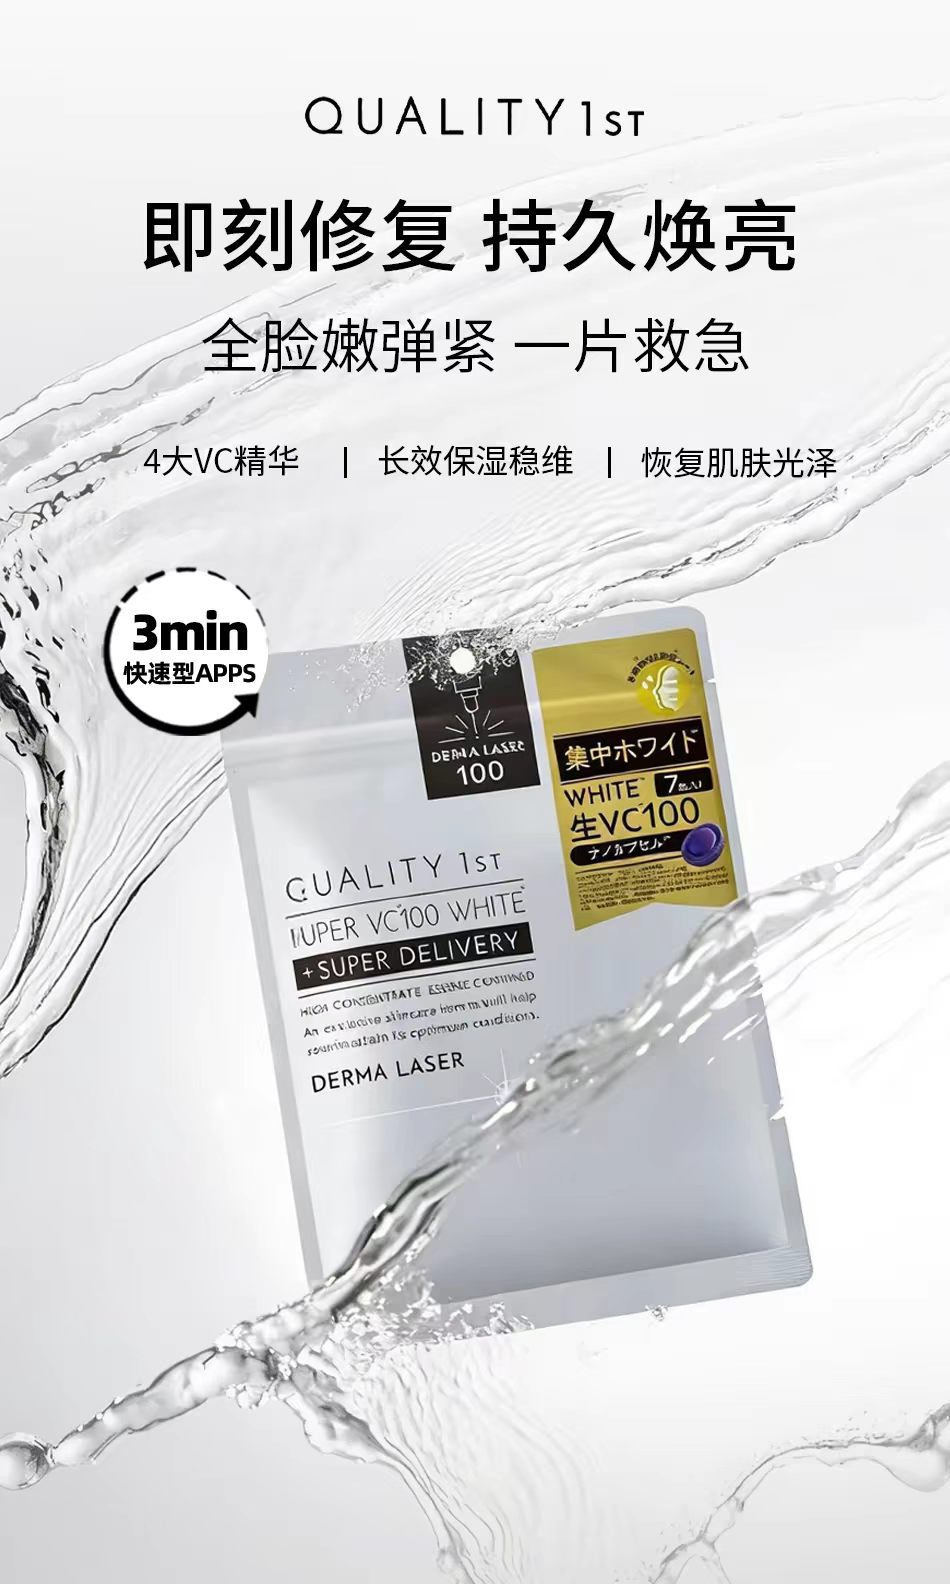 QUALITY 1ST
即刻修复 持久焕亮
全脸嫩弹紧 一片救急
4大VC精华 | 长效保湿稳维 | 恢复肌肤光泽
3min
快速型APPS
DERMA LASER
100
集中ホワイト
WHITE 7
生VC100
QUALITY 1ST
UPER VC100 WHITE
+SUPER DELIVERY
HIGH
DERMA LASER